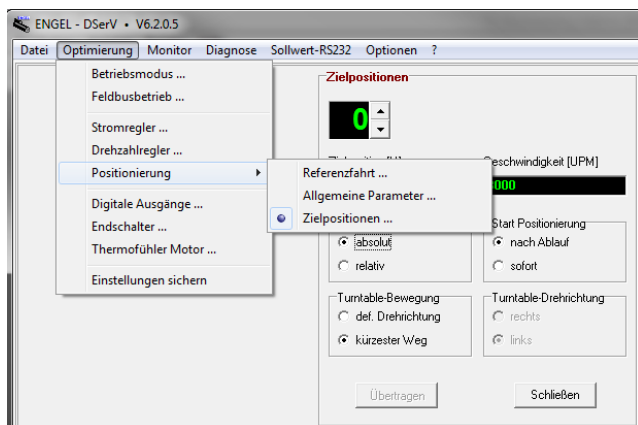 ENGEL - DSerV • V6.2.0.5
Datei Optimierung Monitor Diagnose Sollwert-RS232 Optionen ?
Betriebsmodus ...
Feldbusbetrieb ...
Stromregler ...
Drehzahlregler ...
Positionierung
Digitale Ausgänge ...
Endschalter ...
Thermofühler Motor ...
Einstellungen sichern
Referenzfahrt ...
Allgemeine Parameter ...
Zielpositionen ...
Zielpositionen
0
Geschwindigkeit [UPM]
absolut
relativ
Start Positionierung
nach Ablauf
sofort
Turntable-Bewegung
def. Drehrichtung
kürzester Weg
Turntable-Drehrichtung
rechts
links
Übertragen
Schließen